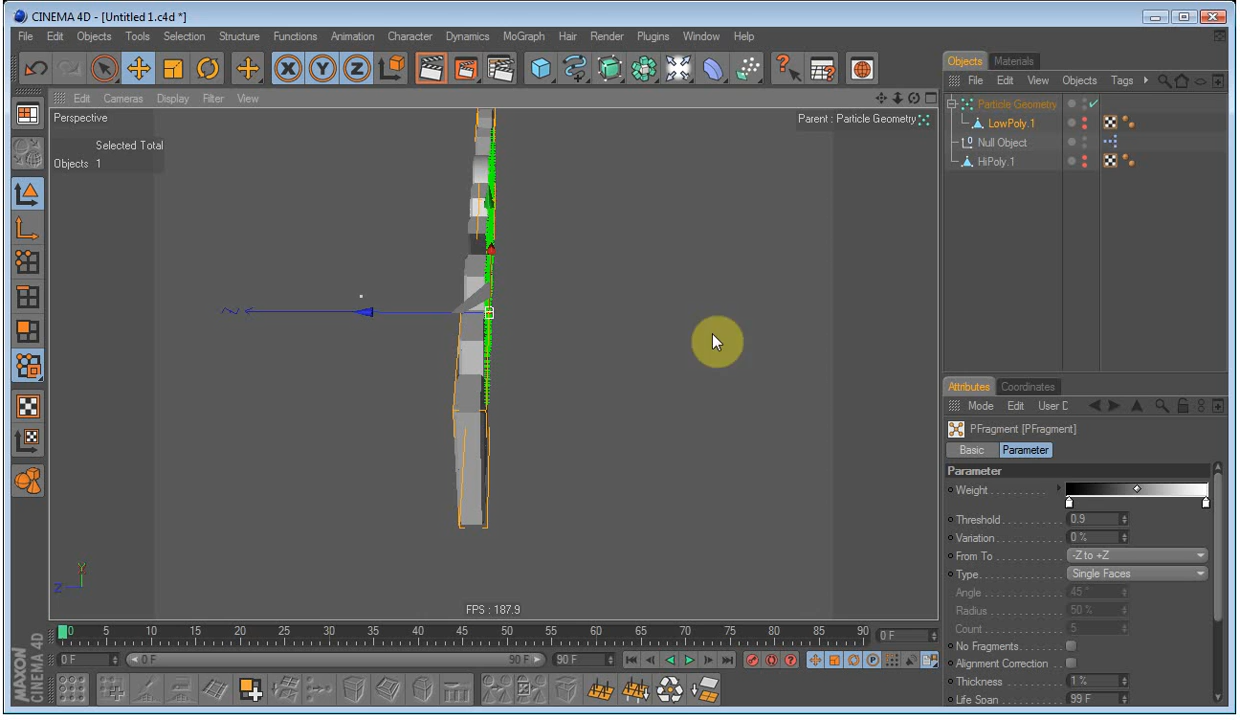 CINEMA 4D - [Untitled 1.c4d *]
File Edit Objects Tools Selection Structure Functions Animation Character Dynamics MoGraph Hair Render Plugins Window Help
Objects Materials
File Edit View Objects Tags
Edit Cameras Display Filter View
Perspective
Parent : Particle Geometry
Selected Total
Objects 1
Particle Geometry
LowPoly.1
Null Object
HiPoly.1
X Y Z
Attributes Coordinates
Mode Edit User D
PFragment [PFragment]
Basic Parameter
Parameter
Weight
Threshold 0.9
Variation 0 %
From To -Z to +Z
Type Single Faces
Angle 45 °
Radius 50 %
Count 5
No Fragments
Alignment Correction
Thickness 1 %
Life Span 99 F
Y
Z
FPS : 187.9
0 5 10 15 20 25 30 35 40 45 50 55 60 65 70 75 80 85 90 0 F
0 F 0 F 90 F 90 F
MAXON
CINEMA 4D